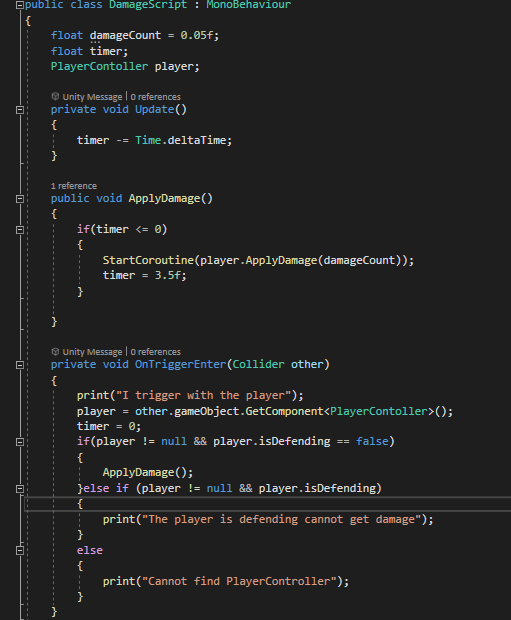 public class DamageScript : MonoBehaviour
{
float damageCount = 0.05f;
float timer;
PlayerContoller player;
Unity Message | 0 references
private void Update()
{
timer -= Time.deltaTime;
}
1 reference
public void ApplyDamage()
{
if(timer <= 0)
{
StartCoroutine(player.ApplyDamage(damageCount));
timer = 3.5f;
}
}
Unity Message | 0 references
private void OnTriggerEnter(Collider other)
{
print("I trigger with the player");
player = other.gameObject.GetComponent<PlayerContoller>();
timer = 0;
if(player != null && player.isDefending == false)
{
ApplyDamage();
}else if (player != null && player.isDefending)
{
print("The player is defending cannot get damage");
}
else
{
print("Cannot find PlayerController");
}
}